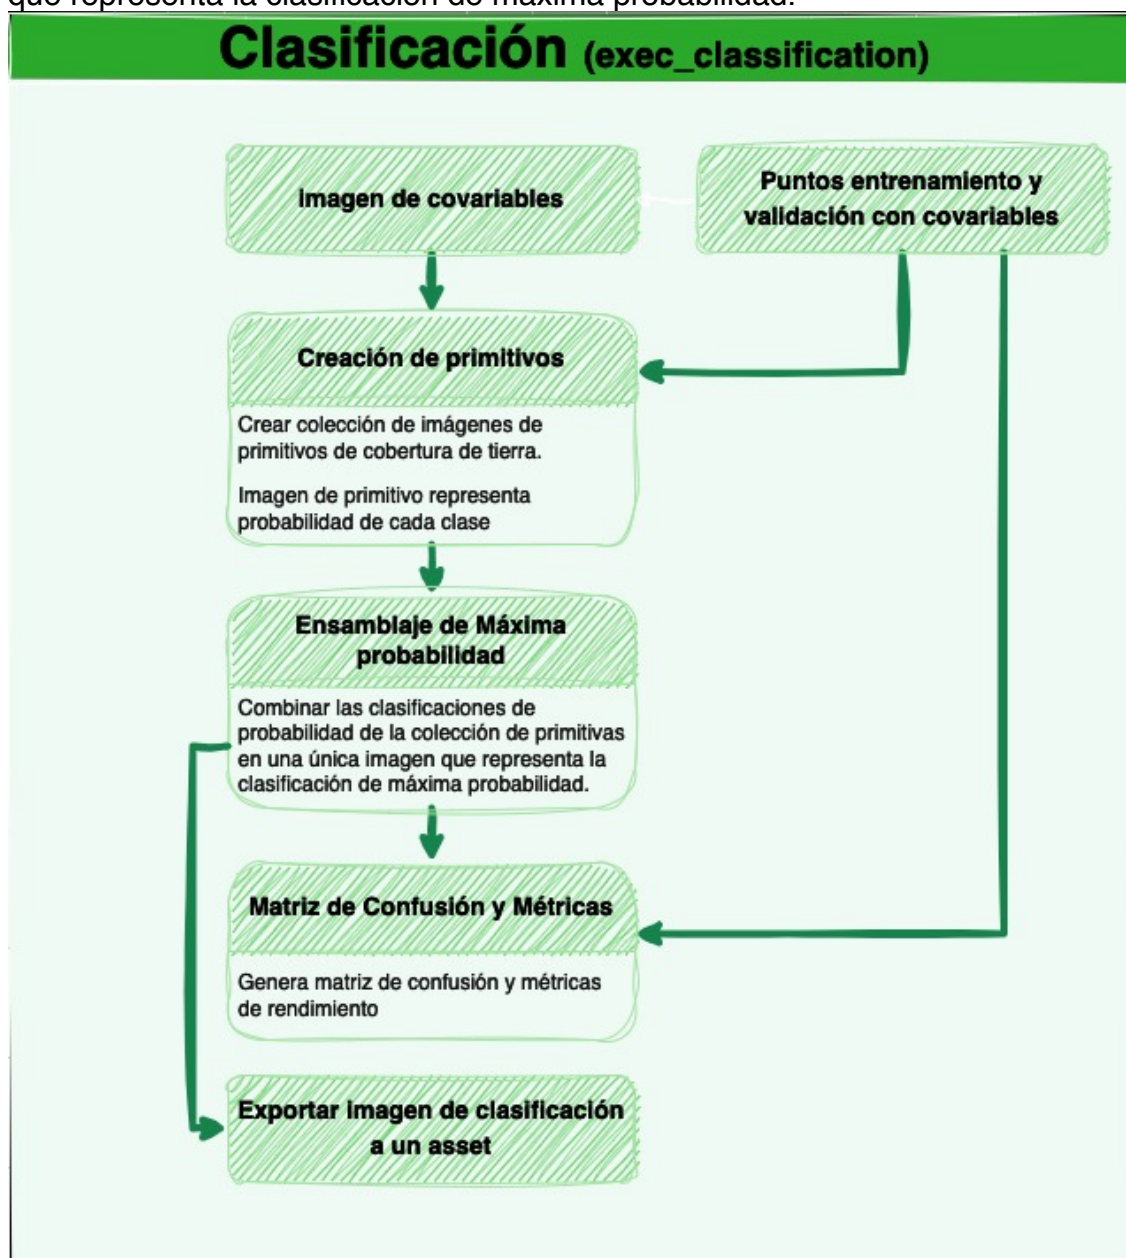 que representa la clasificación de máxima probabilidad.
Clasificación (exec_classification)
Imagen de covariables
Puntos entrenamiento y
validación con covariables
Creación de primitivos
Crear colección de imágenes de
primitivos de cobertura de tierra.
Imagen de primitivo representa
probabilidad de cada clase
Ensamblaje de Máxima
probabilidad
Combinar las clasificaciones de
probabilidad de la colección de primitivas
en una única imagen que representa la
clasificación de máxima probabilidad.
Matriz de Confusión y Métricas
Genera matriz de confusión y métricas
de rendimiento
Exportar imagen de clasificación
a un asset